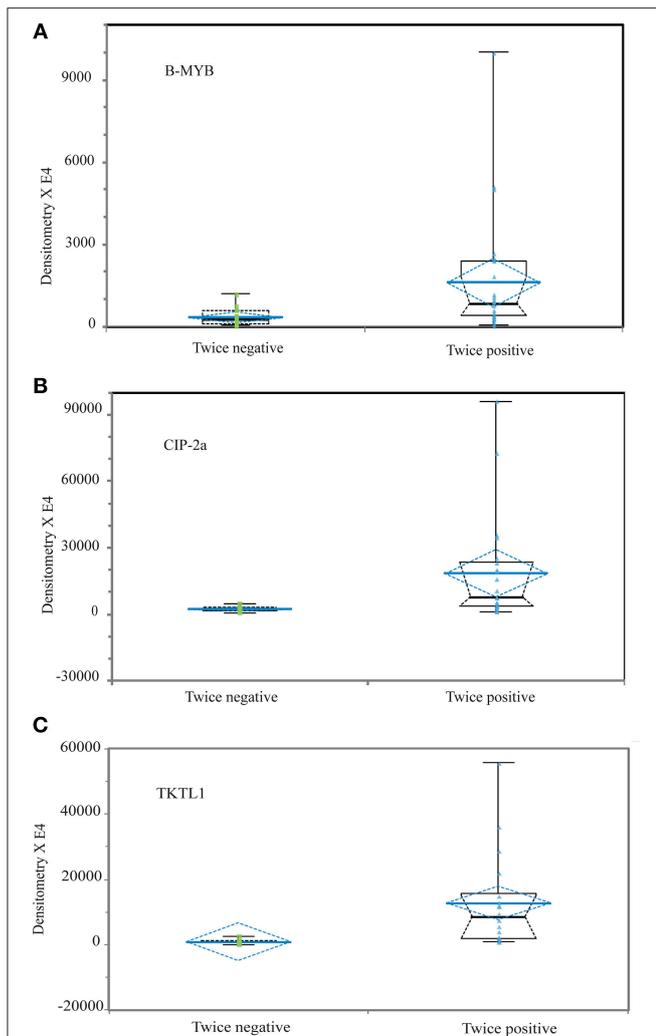 A
B-MYB
Densitometry X E4
9000
6000
3000
0
Twice negative
Twice positive
B
CIP-2a
Densitometry X E4
90000
60000
30000
0
-30000
Twice negative
Twice positive
C
TKTL1
Densitometry X E4
60000
40000
20000
0
-20000
Twice negative
Twice positive